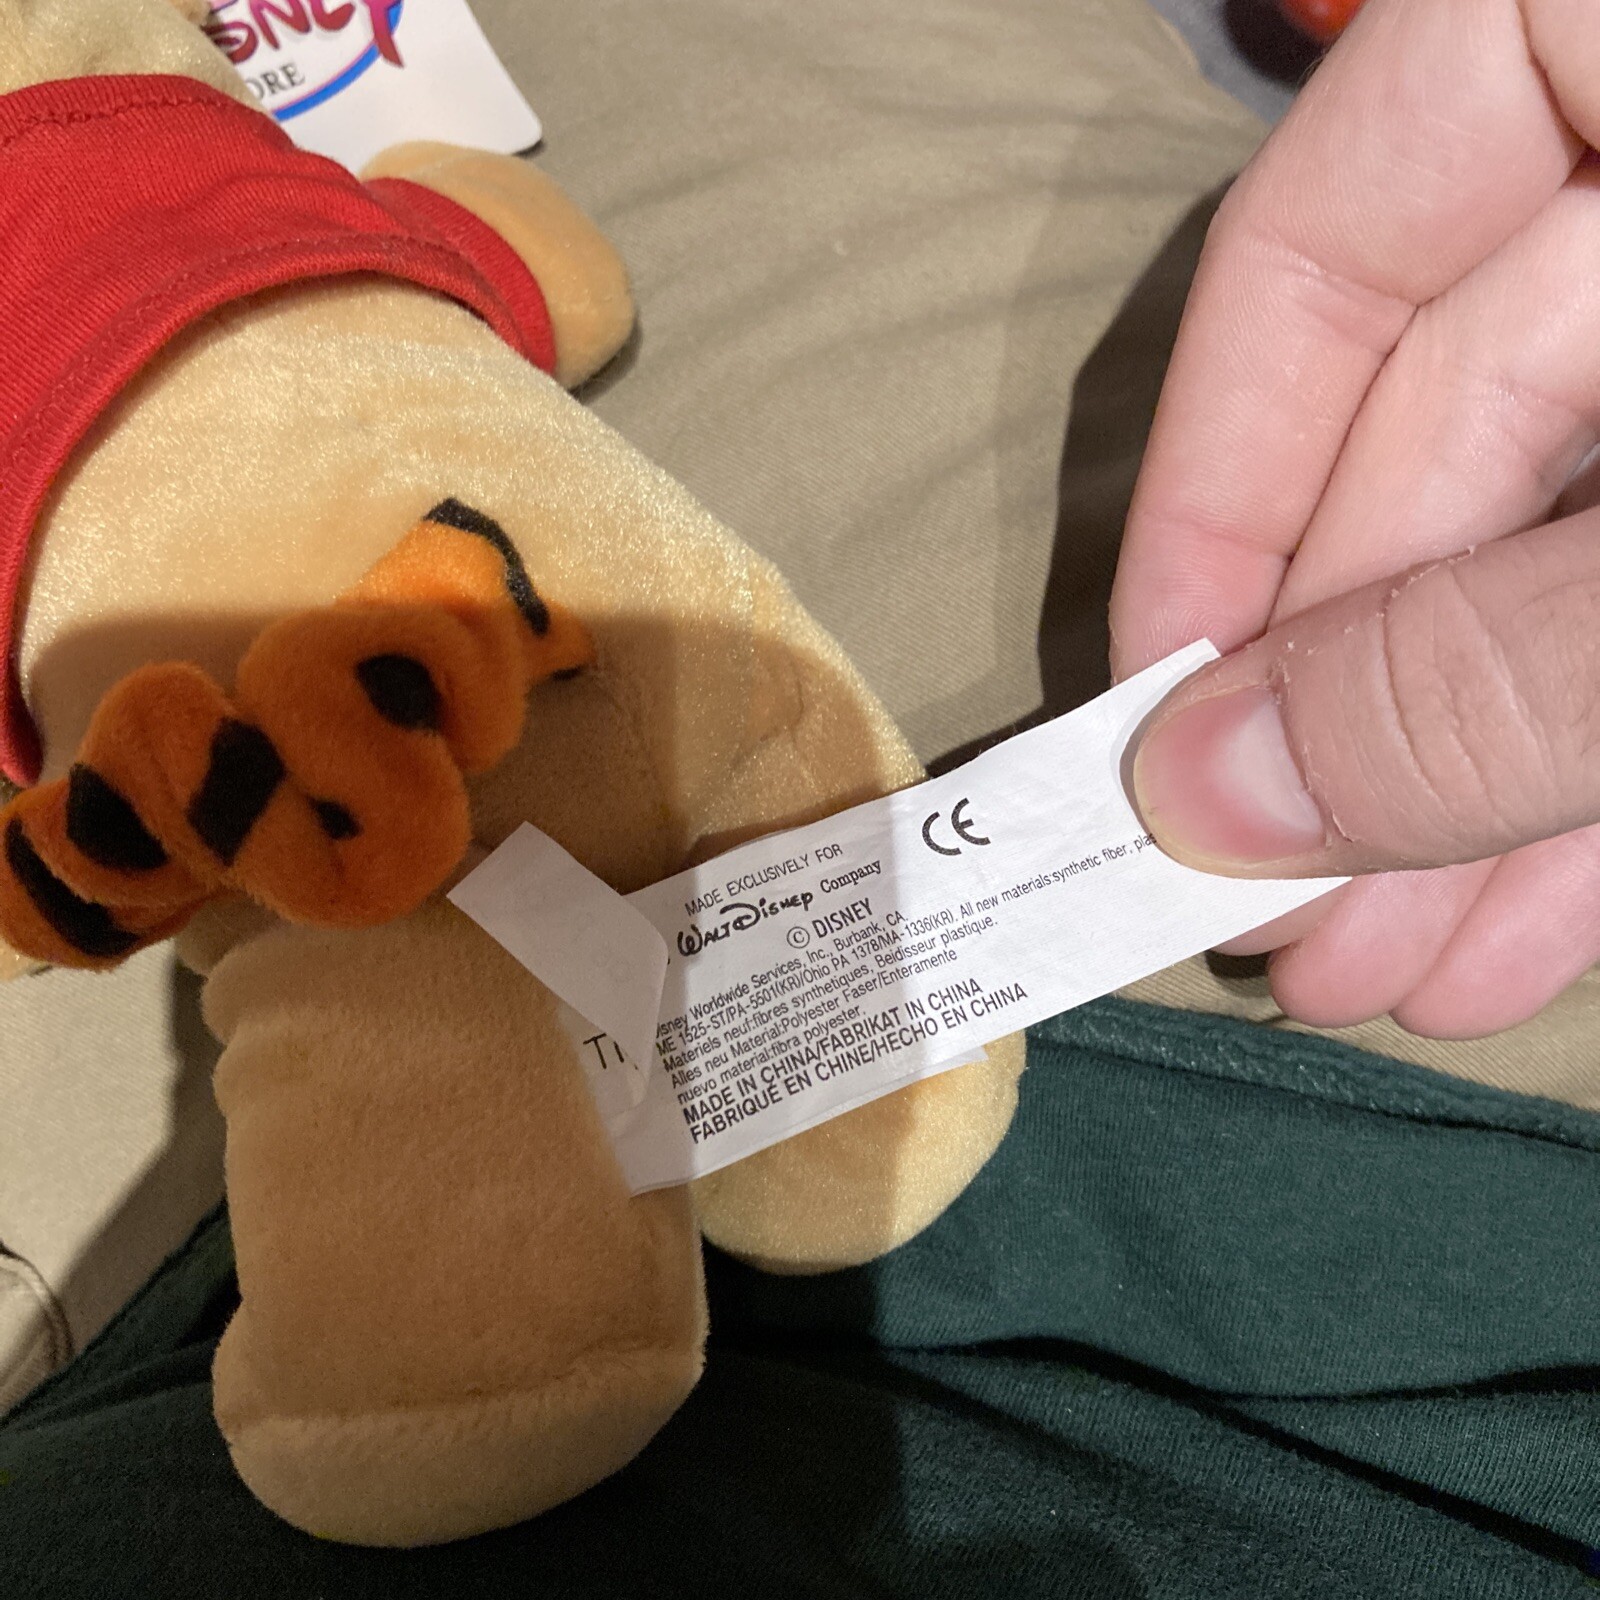 MADE EXCLUSIVELY FOR
WALT DISNEY Company
© DISNEY
Worldwide Services, Inc., Burbank, CA.
ME 1525-ST/PA-5501(KR)/Ohio PA 1378/MA-1336(KR). All new materials:synthetic fiber,
Materiels neuf:fibres synthetiques, Beidisseur plastique.
Alles neu Material:Polyester Faser/Enteramente
nuevo material:fibra polyester.
MADE IN CHINA/FABRIKAT IN CHINA
FABRIQUÉ EN CHINE/HECHO EN CHINA
CE